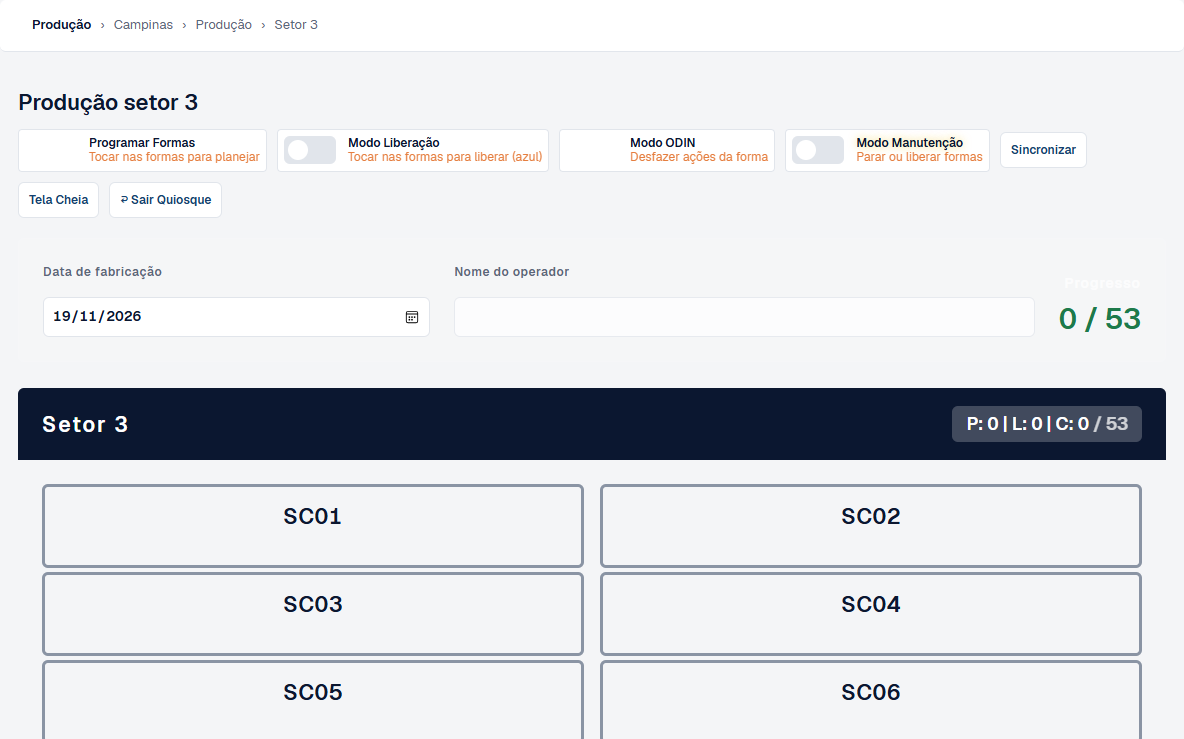 Produção › Campinas › Produção › Setor 3
Produção setor 3
Programar Formas
Tocar nas formas para planejar
Modo Liberação
Tocar nas formas para liberar (azul)
Modo ODIN
Desfazer ações da forma
Modo Manutenção
Parar ou liberar formas
Sincronizar
Tela Cheia
Sair Quiosque
Data de fabricação
19/11/2026
Nome do operador
Progresso
0 / 53
Setor 3
P: 0 | L: 0 | C: 0 / 53
SC01
SC02
SC03
SC04
SC05
SC06